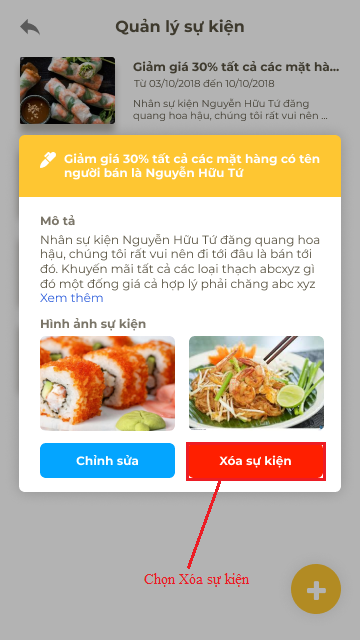 Quản lý sự kiện
Giảm giá 30% tất cả các mặt hà...
Từ 03/10/2018 đến 10/10/2018
Nhân sự kiện Nguyễn Hữu Tứ đăng
quang hoa hậu, chúng tôi rất vui nên ...
Giảm giá 30% tất cả các mặt hàng có tên
người bán là Nguyễn Hữu Tứ
Mô tả
Nhân sự kiện Nguyễn Hữu Tứ đăng quang hoa
hậu, chúng tôi rất vui nên đi tới đâu là bán tới
đó. Khuyến mãi tất cả các loại thạch abcxyz gì
đó một đống giá cả hợp lý phải chăng abc xyz
Xem thêm
Hình ảnh sự kiện
Chỉnh sửa
Xóa sự kiện
Chọn Xóa sự kiện